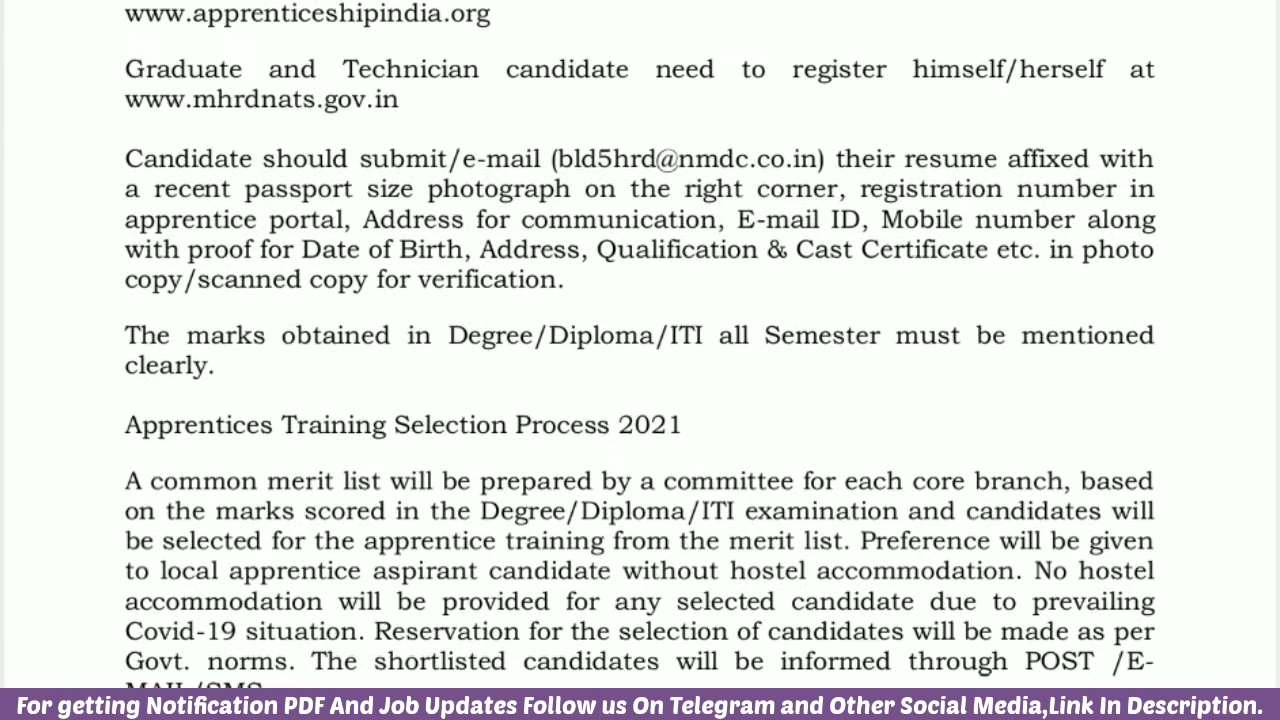 www.apprenticeshipindia.org
Graduate and Technician candidate need to register himself/herself at
www.mhrdnats.gov.in
Candidate should submit/e-mail (bld5hrd@nmdc.co.in) their resume affixed with
a recent passport size photograph on the right corner, registration number in
apprentice portal, Address for communication, E-mail ID, Mobile number along
with proof for Date of Birth, Address, Qualification & Cast Certificate etc. in photo
copy/scanned copy for verification.
The marks obtained in Degree/Diploma/ITI all Semester must be mentioned
clearly.
Apprentices Training Selection Process 2021
A common merit list will be prepared by a committee for each core branch, based
on the marks scored in the Degree/Diploma/ITI examination and candidates will
be selected for the apprentice training from the merit list. Preference will be given
to local apprentice aspirant candidate without hostel accommodation. No hostel
accommodation will be provided for any selected candidate due to prevailing
Covid-19 situation. Reservation for the selection of candidates will be made as per
Govt. norms. The shortlisted candidates will be informed through POST /E-
MAIL/SMS
For getting Notification PDF And Job Updates Follow us On Telegram and Other Social Media,Link In Description.